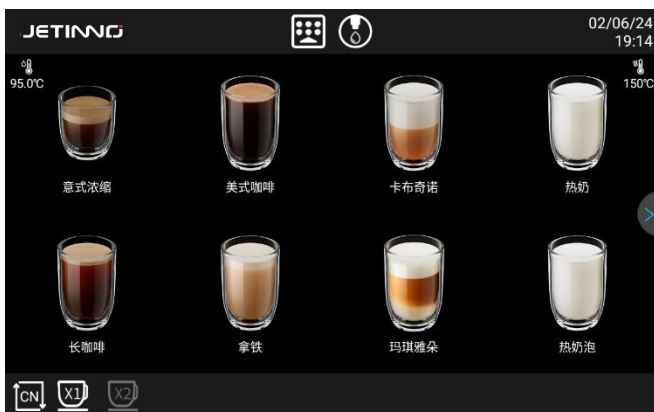 JETINNO
02/06/24
19:14
95.0℃
150℃
意式浓缩
美式咖啡
卡布奇诺
热奶
长咖啡
拿铁
玛琪雅朵
热奶泡
CN
X1
X2